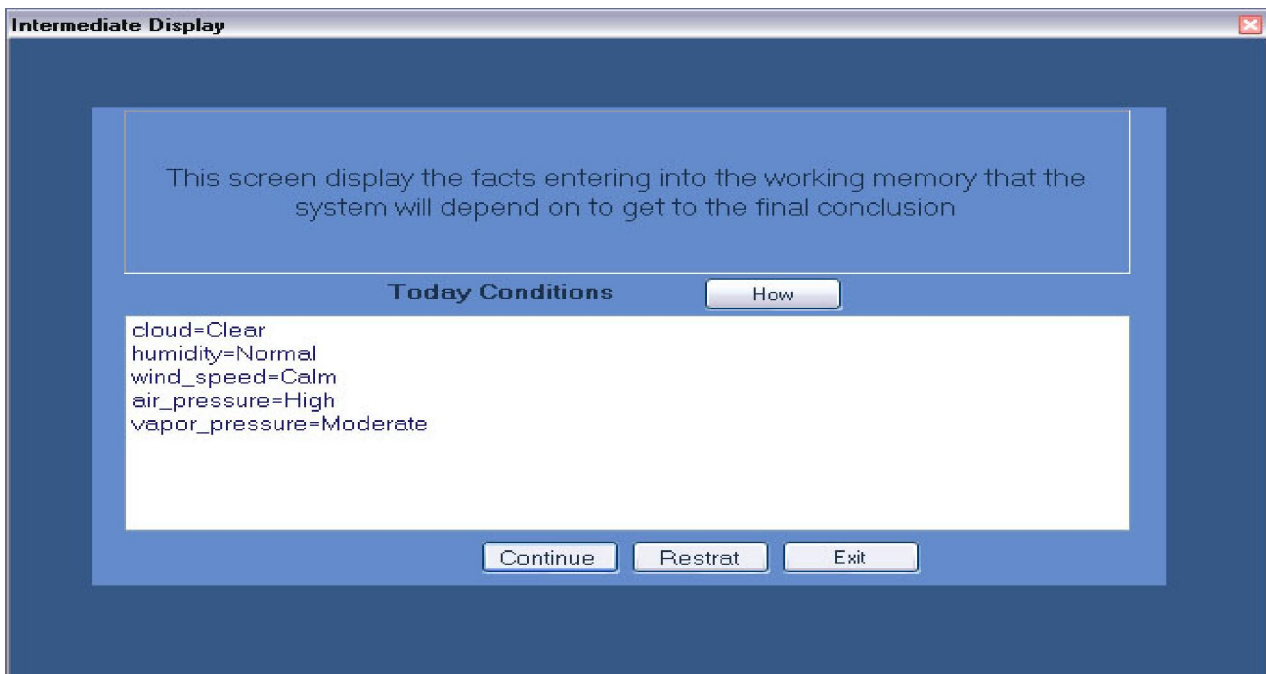 Intermediate Display
This screen display the facts entering into the working memory that the
system will depend on to get to the final conclusion
Today Conditions
How
cloud=Clear
humidity=Normal
wind_speed=Calm
air_pressure=High
vapor_pressure=Moderate
Continue
Restrat
Exit